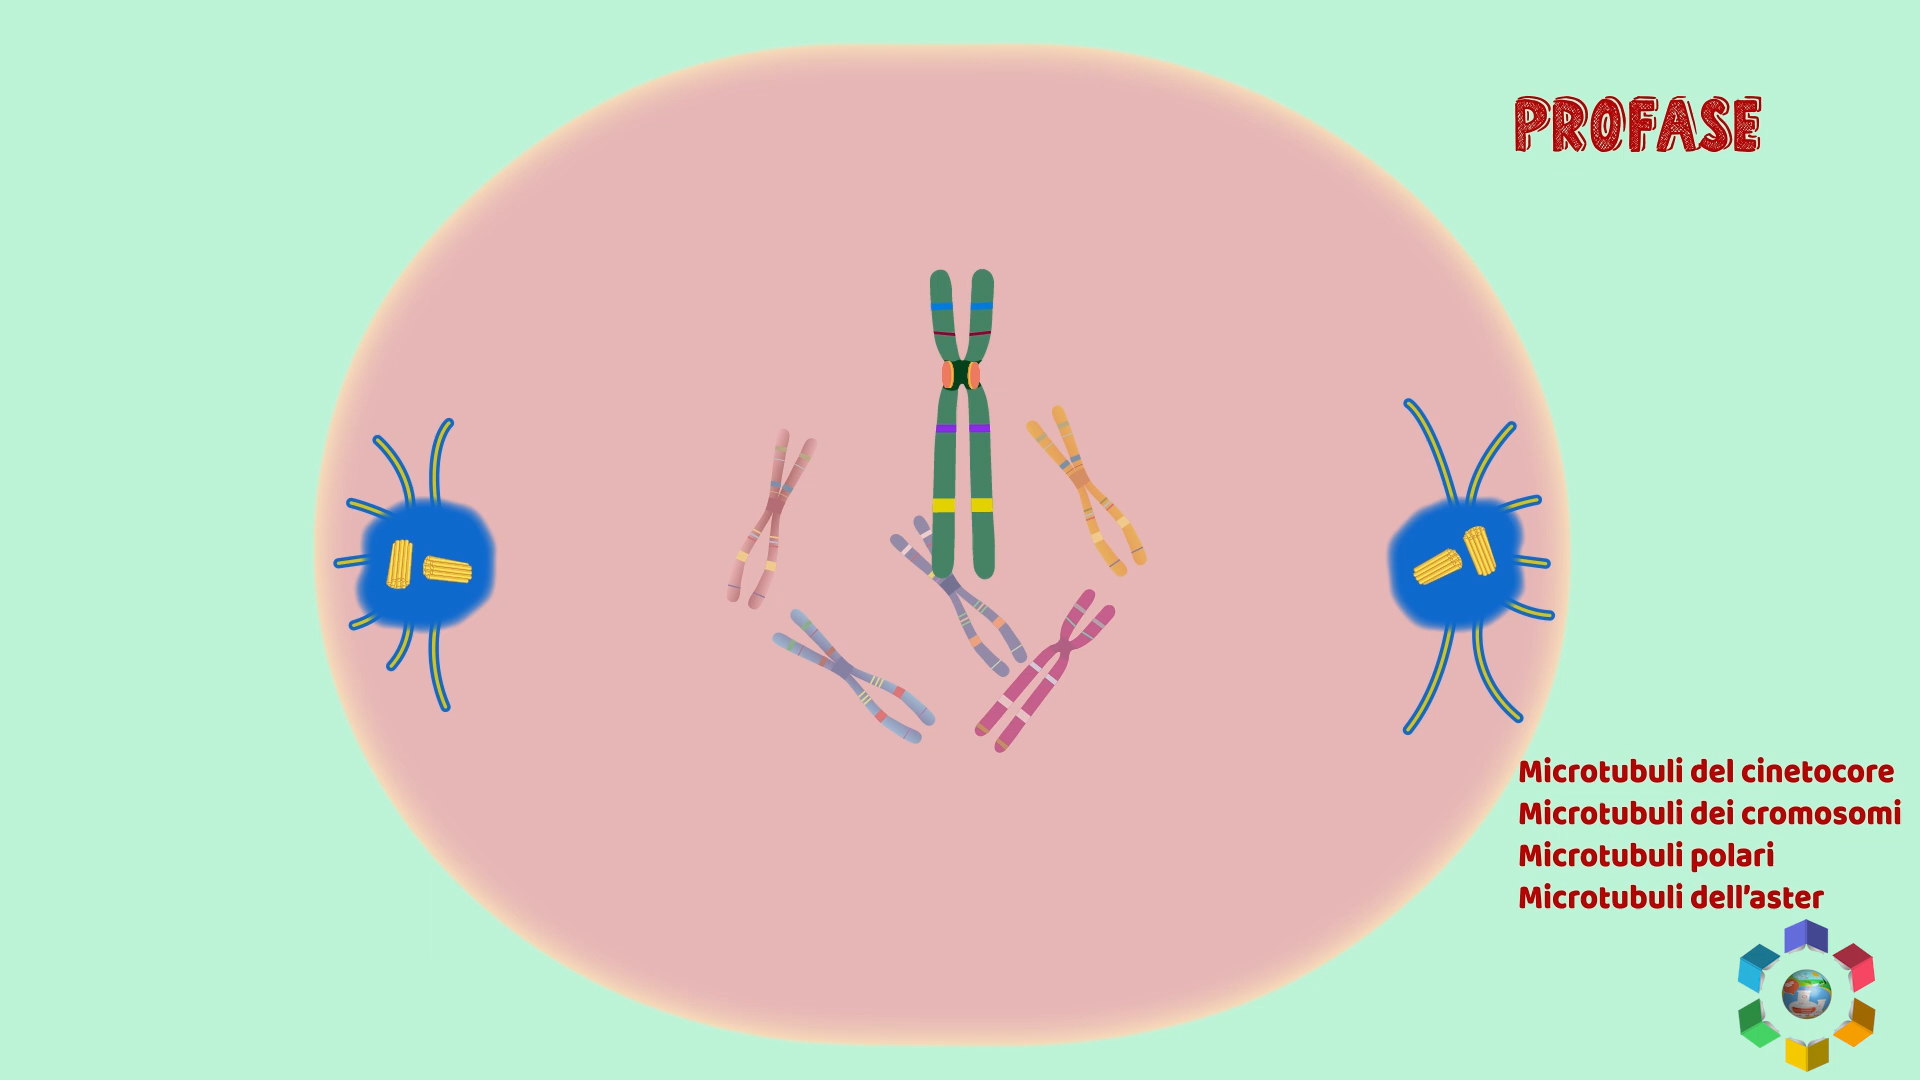 PROFASE
Microtubuli del cinetocore
Microtubuli dei cromosomi
Microtubuli polari
Microtubuli dell'aster